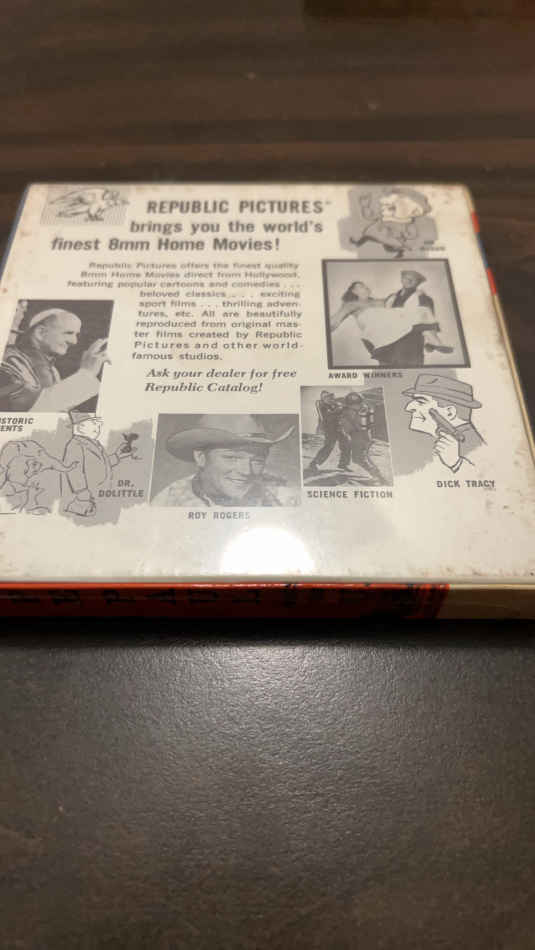 REPUBLIC PICTURES
brings you the world's
finest 8mm Home Movies!
Republic Pictures offers the finest quality
8mm Home Movies direct from Hollywood,
featuring popular cartoons and comedies . . .
beloved classics . . . exciting
sport films . . . thrilling adven-
tures, etc. All are beautifully
reproduced from original mas-
ter films created by Republic
Pictures and other world-
famous studios.
Ask your dealer for free
Republic Catalog!
AWARD WINNERS
DR.
DOLITTLE
ROY ROGERS
SCIENCE FICTION
DICK TRACY